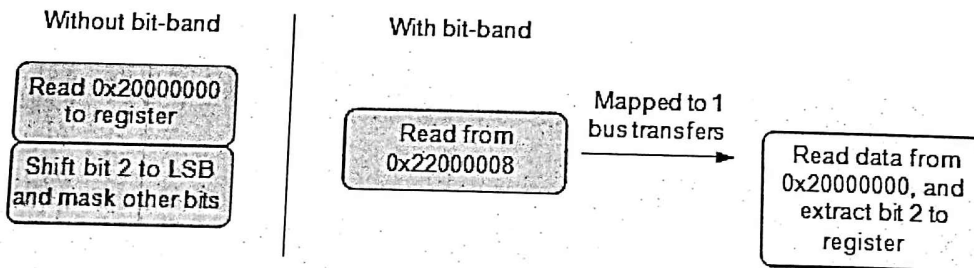 Without bit-band
With bit-band
Read 0x20000000
to register
Shift bit 2 to LSB
and mask other bits
Read from
0x22000008
Mapped to 1
bus transfers
Read data from
0x20000000, and
extract bit 2 to
register